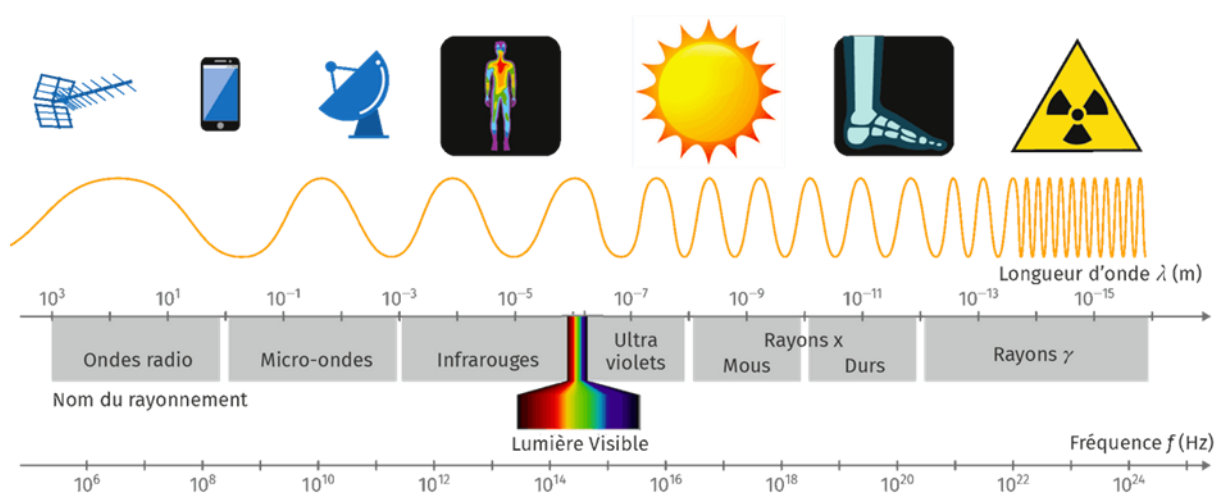 Longueur d'onde λ (m)
10³ 10¹ 10⁻¹ 10⁻³ 10⁻⁵ 10⁻⁷ 10⁻⁹ 10⁻¹¹ 10⁻¹³ 10⁻¹⁵
Ondes radio
Micro-ondes
Infrarouges
Ultra
violets
Rayons x
Mous
Durs
Rayons γ
Nom du rayonnement
Lumière Visible
Fréquence f (Hz)
10⁶ 10⁸ 10¹⁰ 10¹² 10¹⁴ 10¹⁶ 10¹⁸ 10²⁰ 10²² 10²⁴